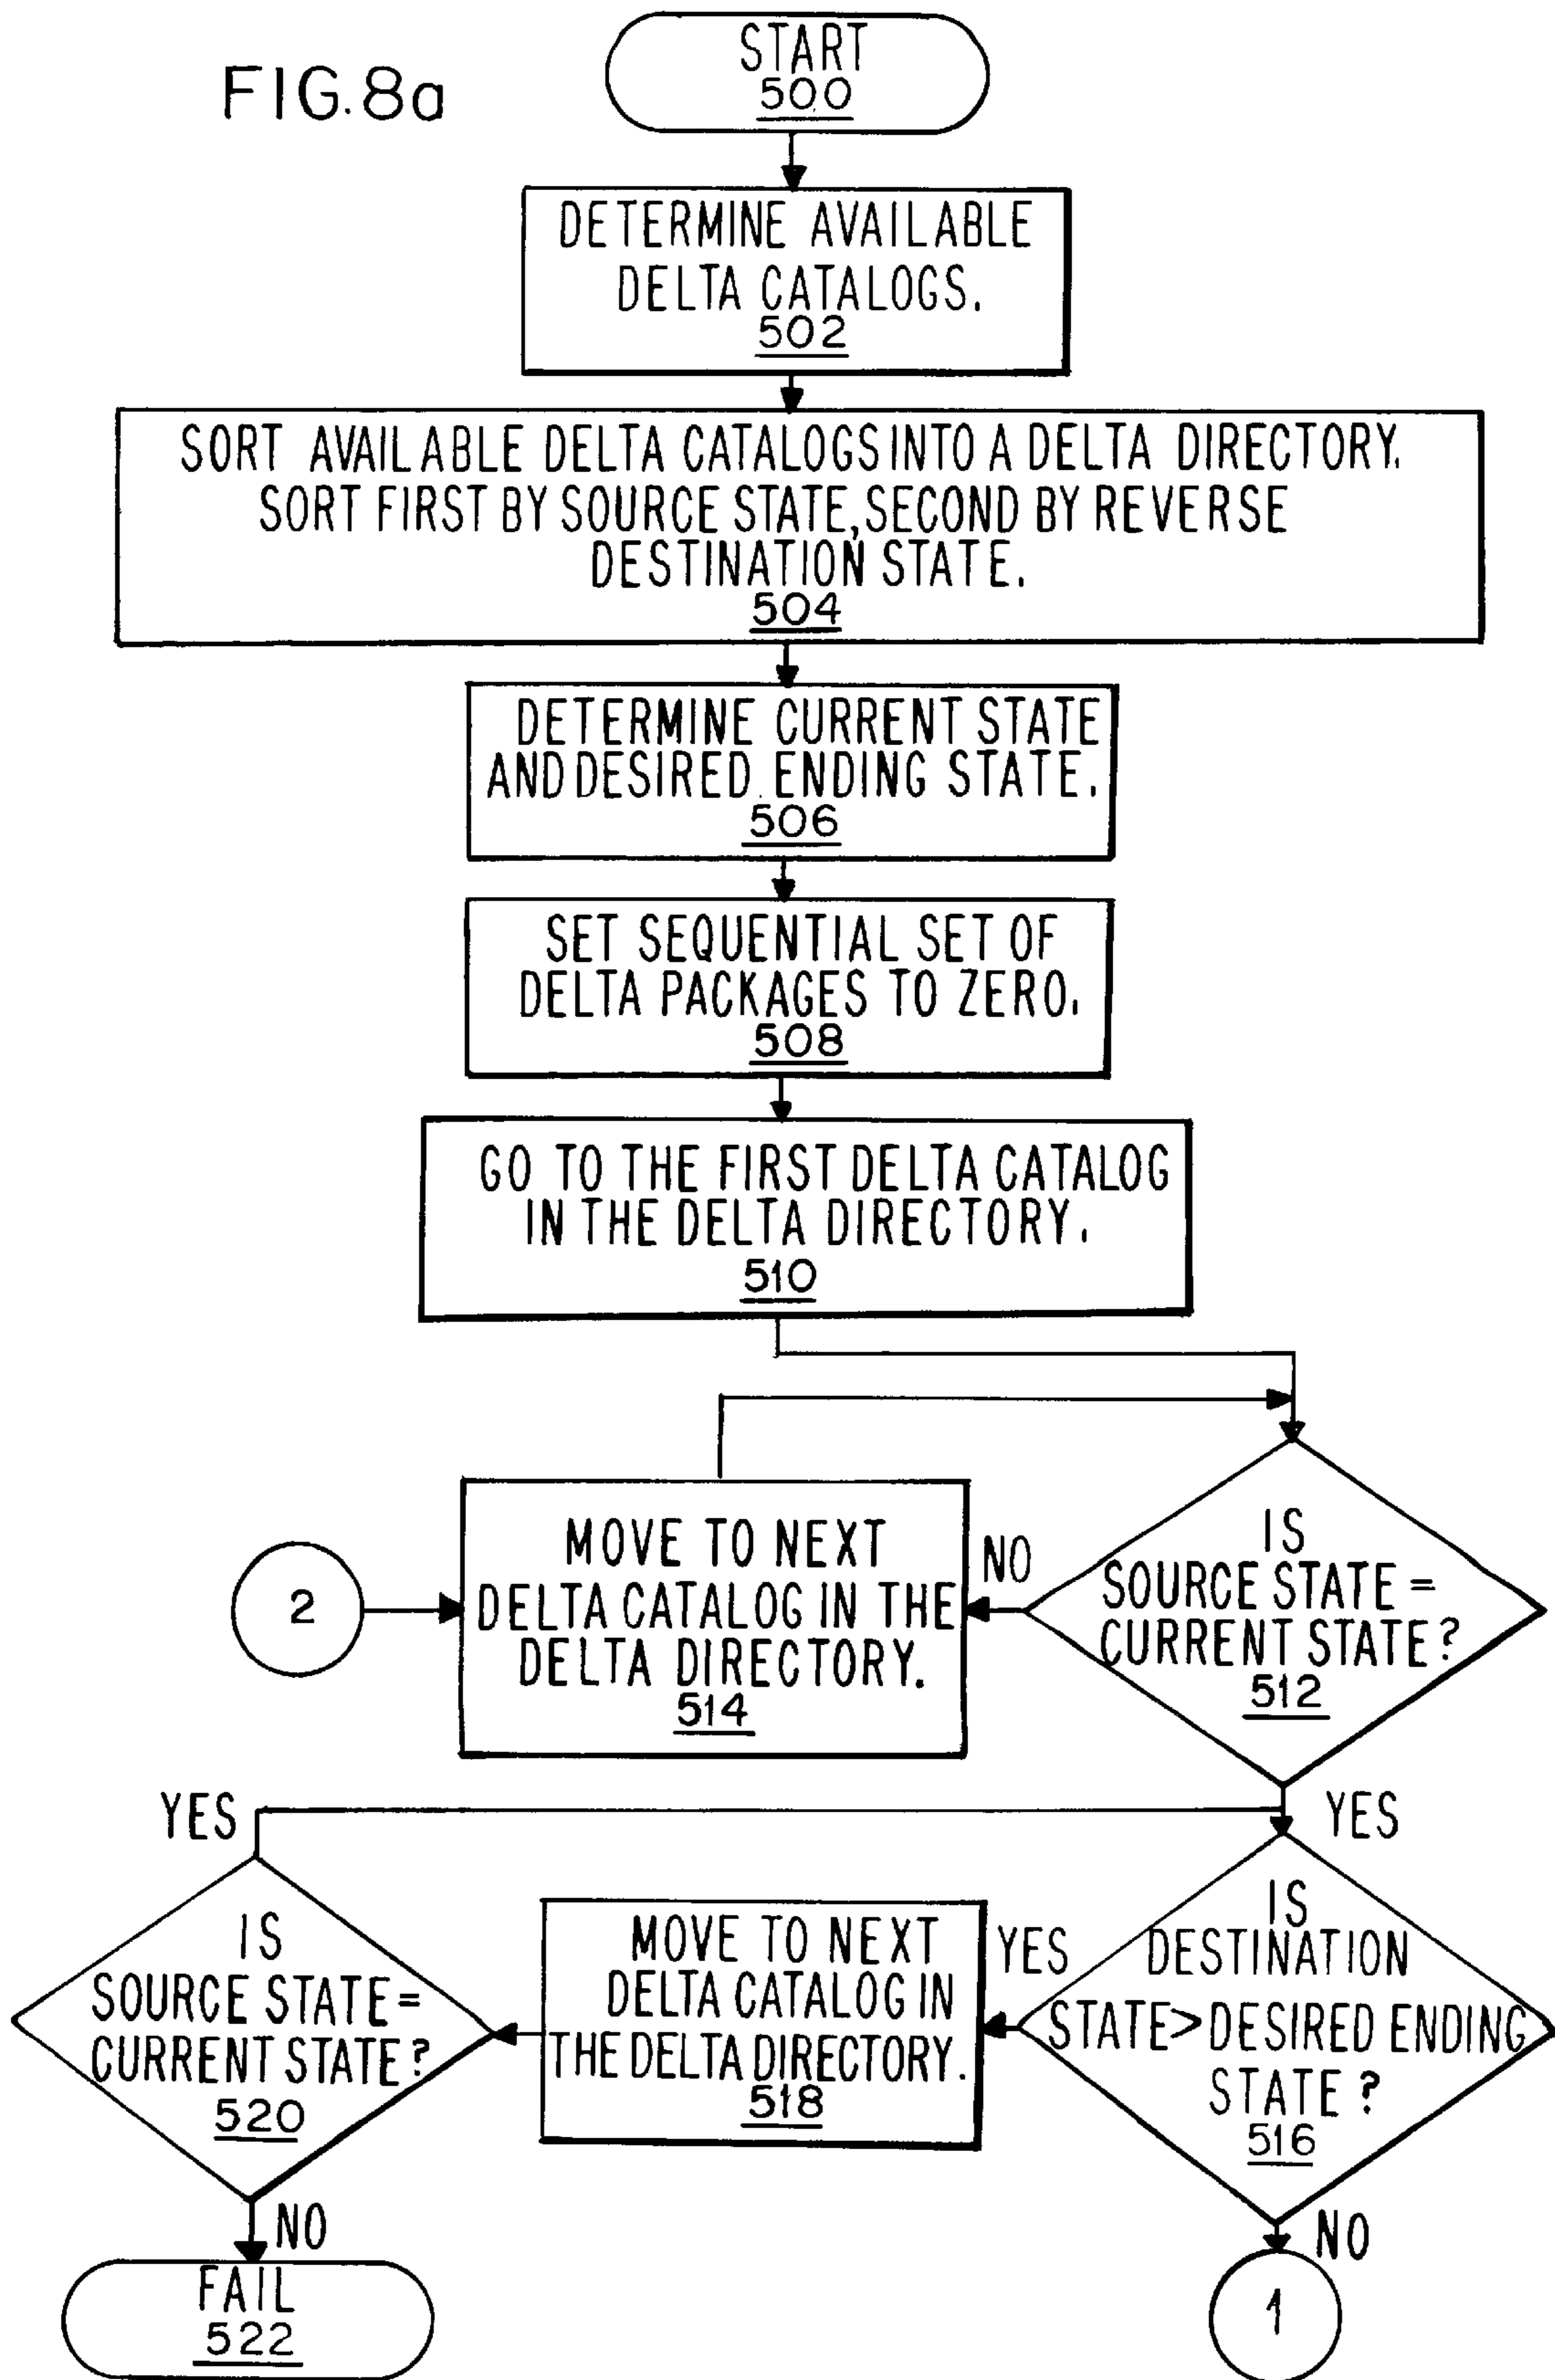 FIG. 8a
START
500
DETERMINE AVAILABLE
DELTA CATALOGS.
502
SORT AVAILABLE DELTA CATALOGS INTO A DELTA DIRECTORY.
SORT FIRST BY SOURCE STATE, SECOND BY REVERSE
DESTINATION STATE.
504
DETERMINE CURRENT STATE
AND DESIRED ENDING STATE.
506
SET SEQUENTIAL SET OF
DELTA PACKAGES TO ZERO.
508
GO TO THE FIRST DELTA CATALOG
IN THE DELTA DIRECTORY.
510
2
MOVE TO NEXT
DELTA CATALOG IN THE
DELTA DIRECTORY.
514
NO
IS
SOURCE STATE =
CURRENT STATE?
512
YES
YES
IS
SOURCE STATE =
CURRENT STATE?
520
MOVE TO NEXT
DELTA CATALOG IN
THE DELTA DIRECTORY.
518
YES
IS
DESTINATION
STATE > DESIRED ENDING
STATE?
516
NO
FAIL
522
NO
1